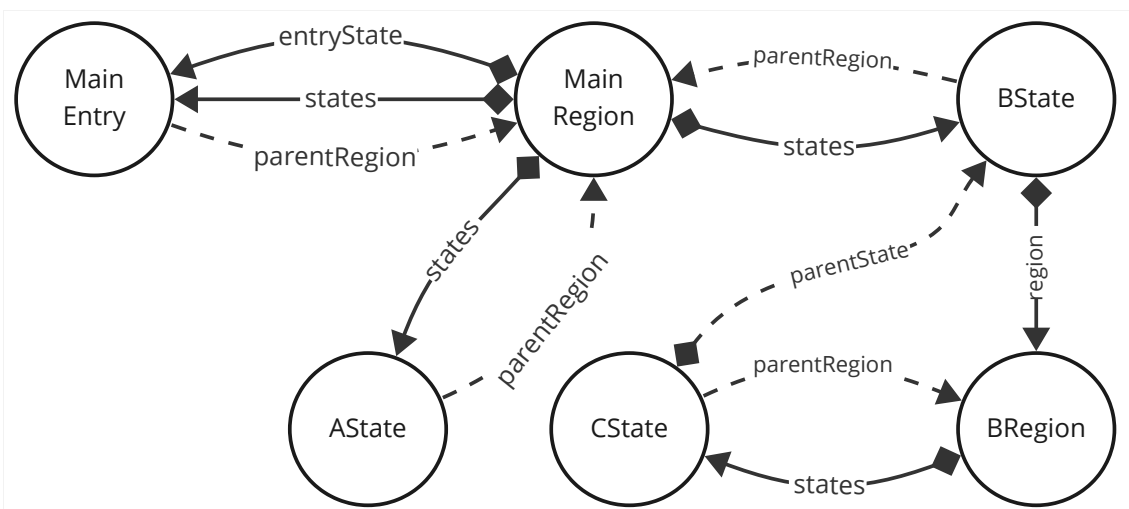 entryState
Main
Entry
states
parentRegion
Main
Region
parentRegion
BState
states
states
parentRegion
parentState
region
AState
CState
parentRegion
BRegion
states